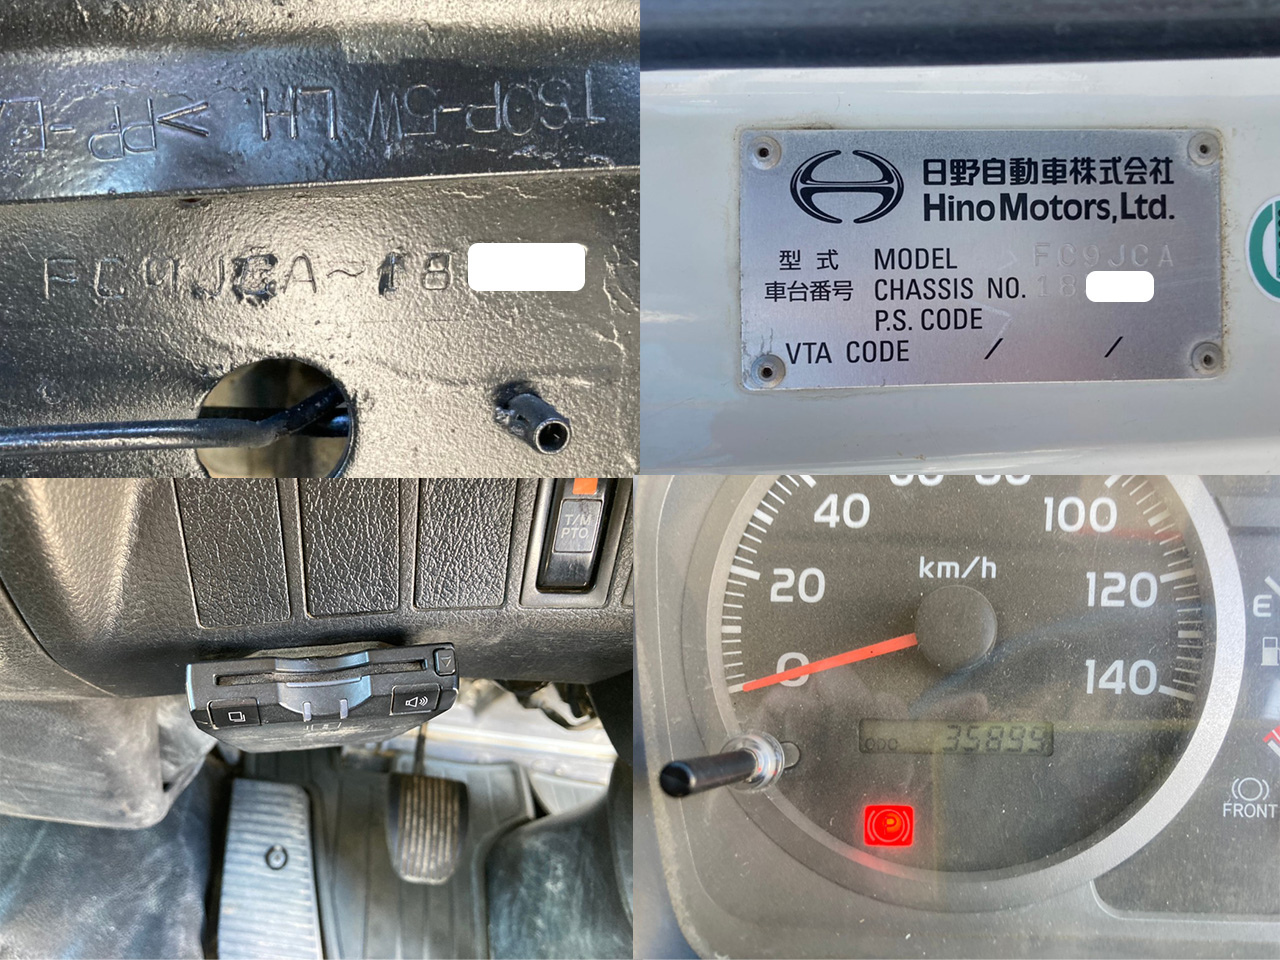 TSOP-5W LH >PP-E
FC9JCA-18
日野自動車株式会社
Hino Motors, Ltd.
型式 MODEL FC9JCA
車台番号 CHASSIS NO. 18
P.S. CODE
VTA CODE / /
T/M
PTO
40
100
km/h
20
120
0
140
ODO 35899
P
E
FRONT